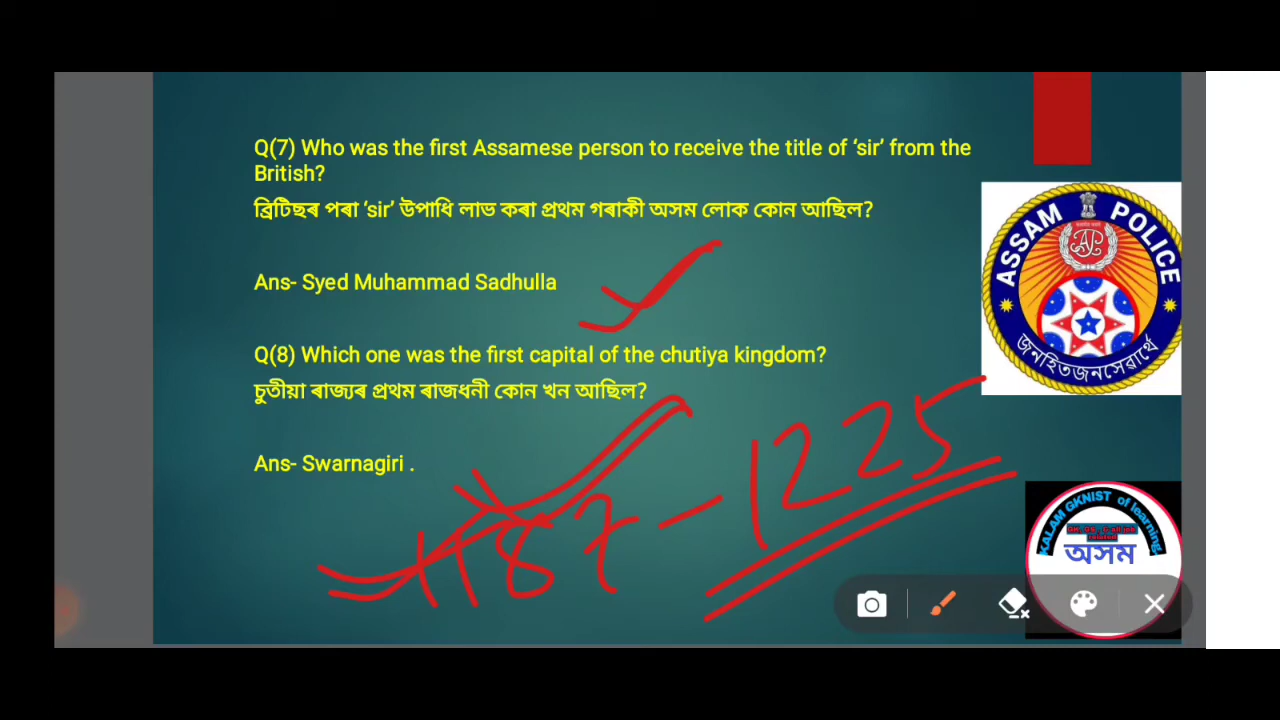 Q(7) Who was the first Assamese person to receive the title of ‘sir’ from the
British?
ব্ৰিটিছৰ পৰা ‘sir’ উপাধি লাভ কৰা প্ৰথম গৰাকী অসম লোক কোন আছিল?
Ans- Syed Muhammad Sadhulla
Q(8) Which one was the first capital of the chutiya kingdom?
চুতীয়া ৰাজ্যৰ প্ৰথম ৰাজধনী কোন খন আছিল?
Ans- Swarnagiri .
1187-1225
ASSAM POLICE
জনহিতজনসেৱাৰ্থে
KALAM GKNIST of learning
অসম